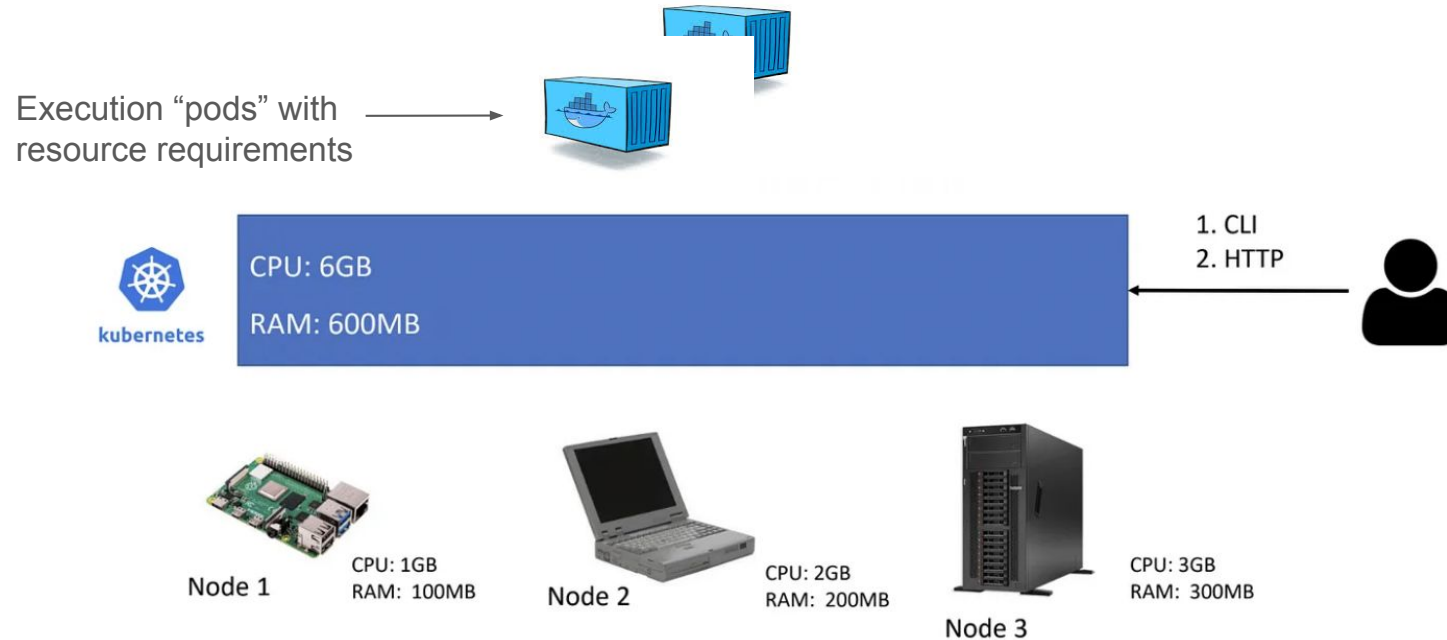 Execution “pods” with
resource requirements
1. CLI
2. HTTP
CPU: 6GB
RAM: 600MB
kubernetes
CPU: 1GB
RAM: 100MB
Node 1
CPU: 2GB
RAM: 200MB
Node 2
CPU: 3GB
RAM: 300MB
Node 3